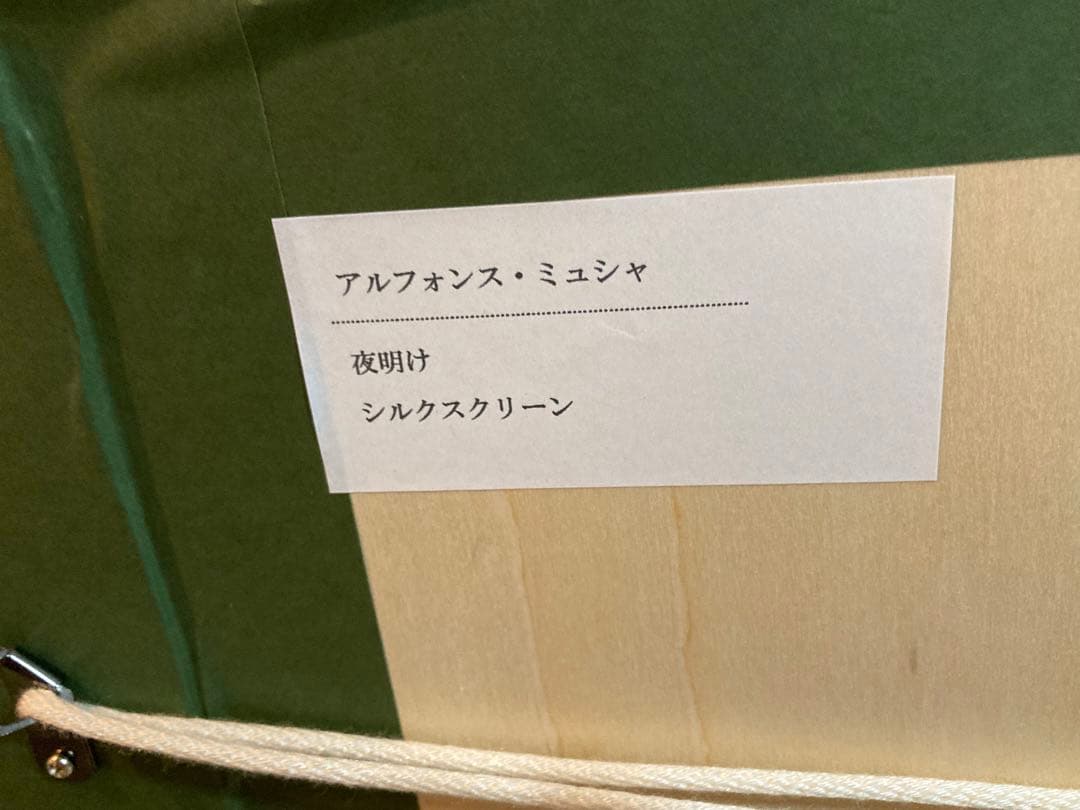 アルフォンス・ミュシャ
夜明け
シルクスクリーン